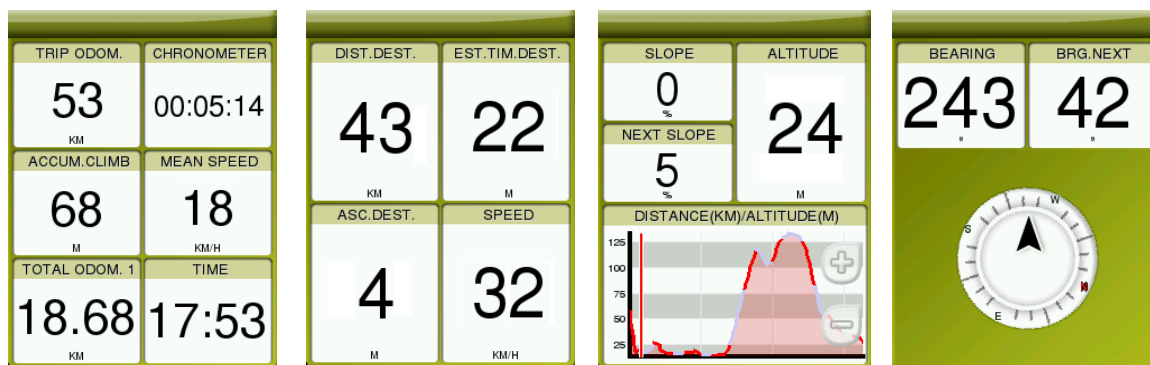 TRIP ODOM. CHRONOMETER
53 00:05:14
KM
ACCUM.CLIMB MEAN SPEED
68 18
M KM/H
TOTAL ODOM. 1 TIME
18.68 17:53
KM
DIST.DEST. EST.TIM.DEST.
43 22
KM M
ASC.DEST. SPEED
4 32
M KM/H
SLOPE ALTITUDE
0
%
24
NEXT SLOPE
5
% M
DISTANCE(KM)/ALTITUDE(M)
125
100
75
50
25
BEARING BRG.NEXT
243 42
° °
W
S
N
E